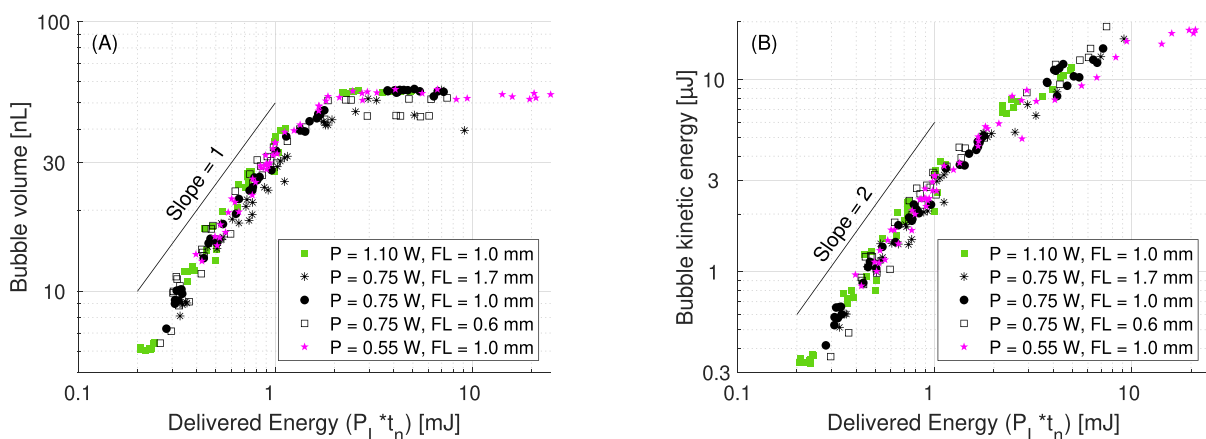 (A)
100
30
10
Bubble volume [nL]
Slope = 1
P = 1.10 W, FL = 1.0 mm
P = 0.75 W, FL = 1.7 mm
P = 0.75 W, FL = 1.0 mm
P = 0.75 W, FL = 0.6 mm
P = 0.55 W, FL = 1.0 mm
0.1 1 10
Delivered Energy (P_l *t_n) [mJ]
(B)
10
3
1
0.3
Bubble kinetic energy [µJ]
Slope = 2
P = 1.10 W, FL = 1.0 mm
P = 0.75 W, FL = 1.7 mm
P = 0.75 W, FL = 1.0 mm
P = 0.75 W, FL = 0.6 mm
P = 0.55 W, FL = 1.0 mm
0.1 1 10
Delivered Energy (P_l *t_n) [mJ]